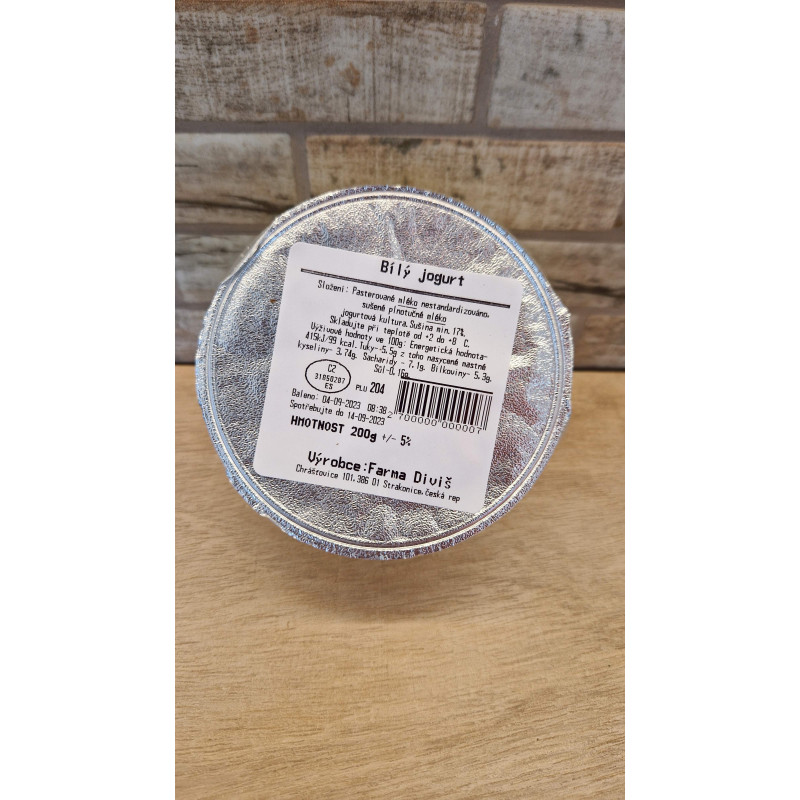 Bílý jogurt
Složení: Pasterované mléko nestandardizováno,
sušené plnotučné mléko
jogurtová kultura. Sušina min. 17%.
Skladujte při teplotě od +2 do +8 C.
Výživové hodnoty ve 100g: Energetická hodnota-
415kJ/99 kcal. Tuky- 5.5g z toho nasycené mastné
kyseliny- 3.74g. Sacharidy - 7.1g. Bílkoviny- 5.3g.
Sůl-0.16g.
CZ
31850287
ES
PLU 204
Baleno: 04-09-2023 08:38
Spotřebujte do 14-09-2023
2 700000 000007
HMOTNOST 200g +/- 5%
Výrobce:Farma Diviš
Chrášťovice 101,386 01 Strakonice,česká rep